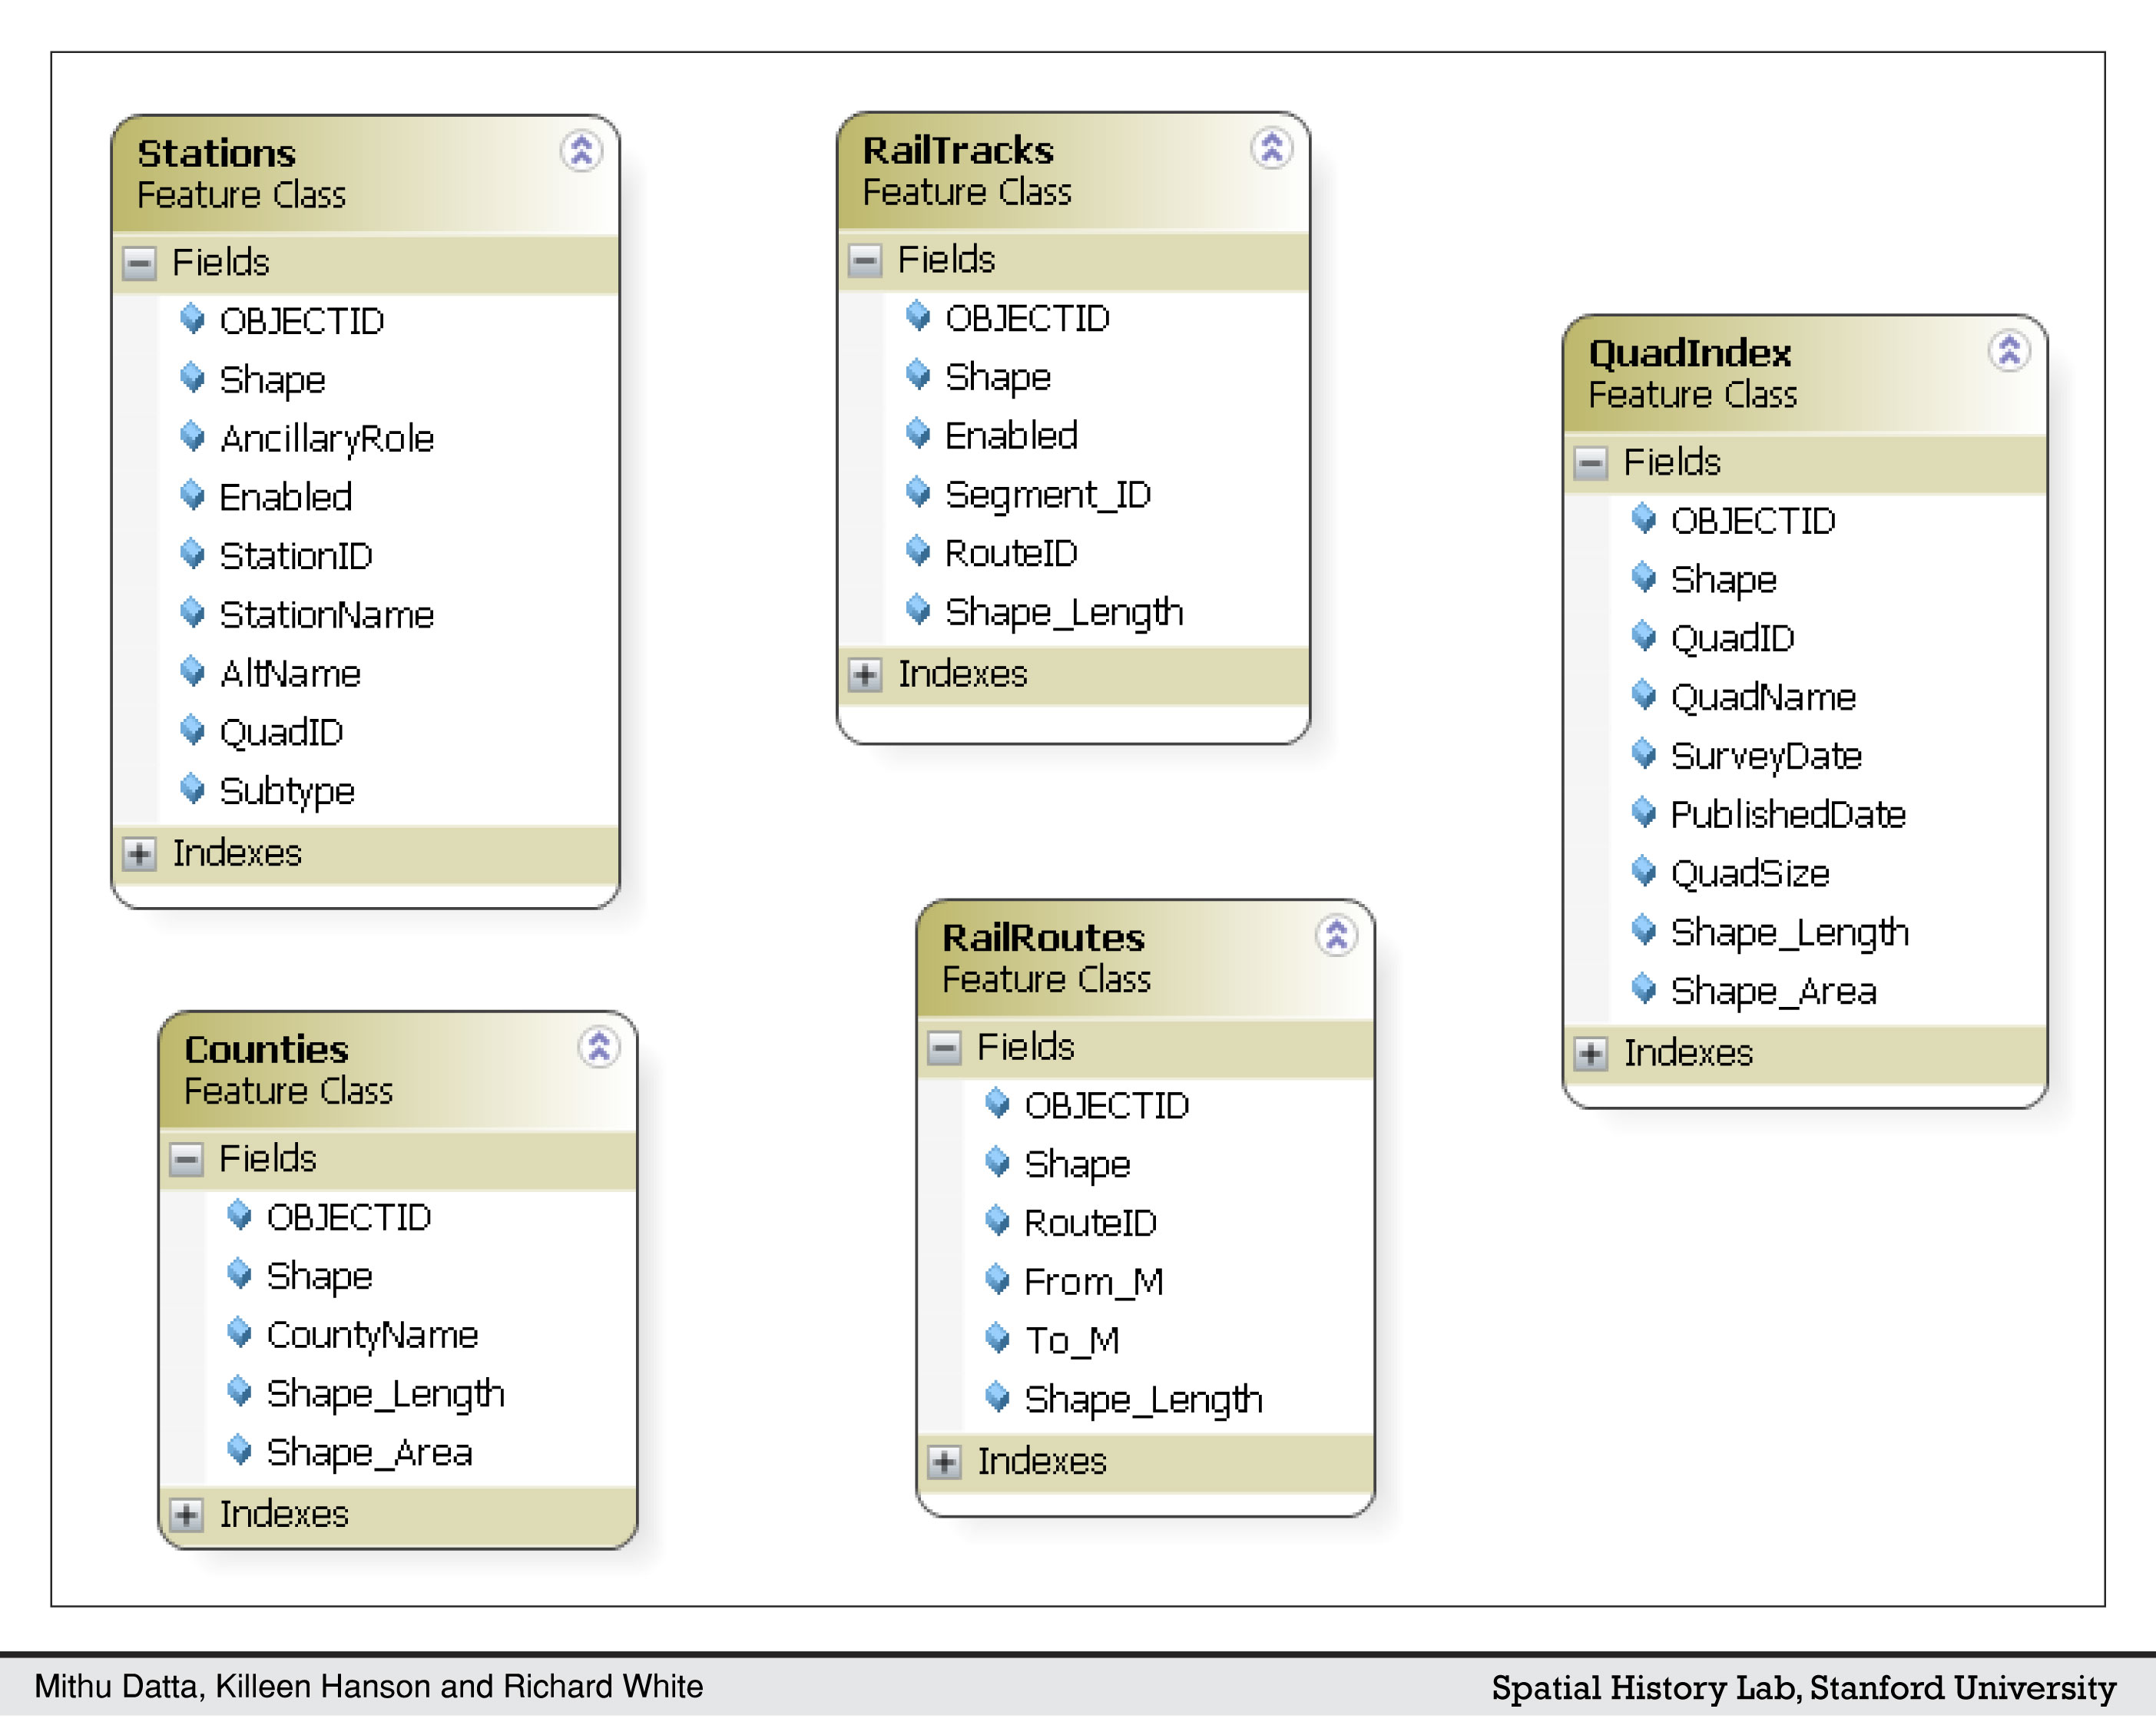 Stations
Feature Class
Fields
OBJECTID
Shape
AncillaryRole
Enabled
StationID
StationName
AltName
QuadID
Subtype
Indexes
RailTracks
Feature Class
Fields
OBJECTID
Shape
Enabled
Segment_ID
RouteID
Shape_Length
Indexes
QuadIndex
Feature Class
Fields
OBJECTID
Shape
QuadID
QuadName
SurveyDate
PublishedDate
QuadSize
Shape_Length
Shape_Area
Indexes
Counties
Feature Class
Fields
OBJECTID
Shape
CountyName
Shape_Length
Shape_Area
Indexes
RailRoutes
Feature Class
Fields
OBJECTID
Shape
RouteID
From_M
To_M
Shape_Length
Indexes
Mithu Datta, Killeen Hanson and Richard White
Spatial History Lab, Stanford University